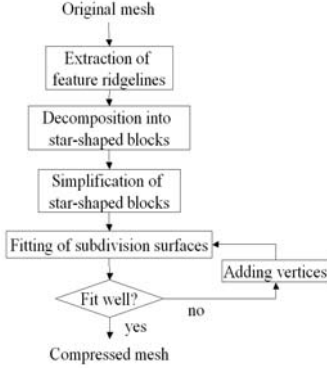 Original mesh
Extraction of
feature ridgelines
Decomposition into
star-shaped blocks
Simplification of
star-shaped blocks
Fitting of subdivision surfaces
Adding vertices
Fit well?
no
yes
Compressed mesh